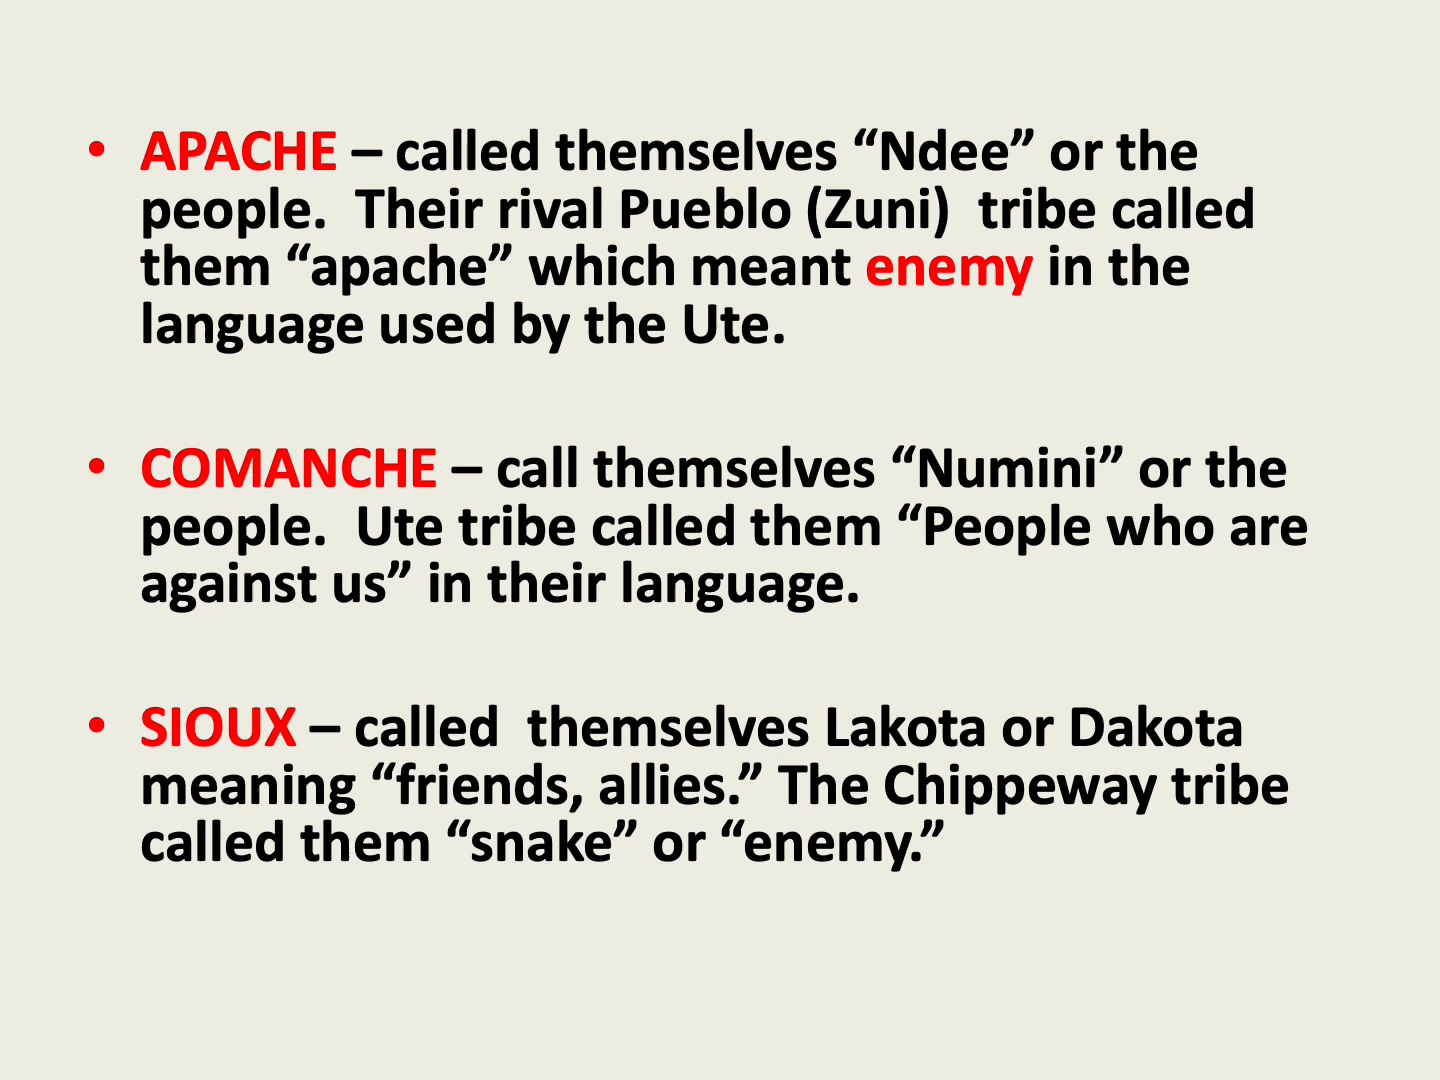 • APACHE – called themselves “Ndee” or the
people.  Their rival Pueblo (Zuni)  tribe called
them “apache” which meant enemy in the
language used by the Ute.
• COMANCHE – call themselves “Numini” or the
people.  Ute tribe called them “People who are
against us” in their language.
• SIOUX – called  themselves Lakota or Dakota
meaning “friends, allies.” The Chippeway tribe
called them “snake” or “enemy.”